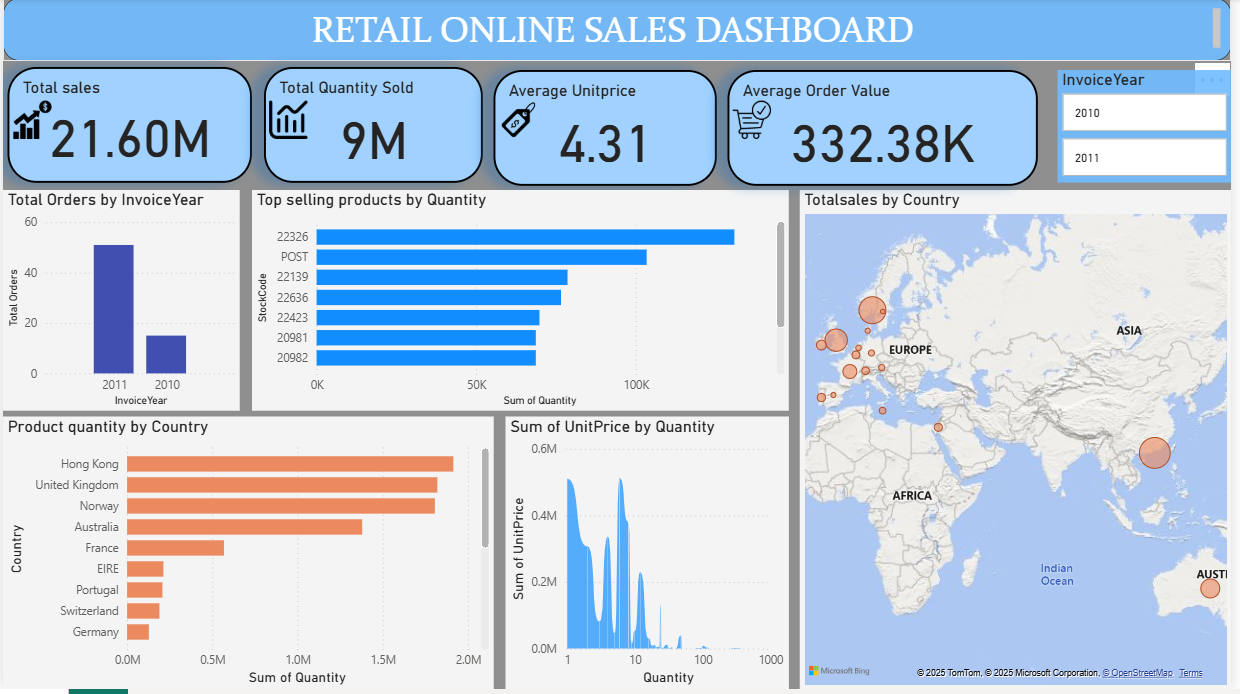 RETAIL ONLINE SALES DASHBOARD
Total sales
21.60M
Total Quantity Sold
9M
Average Unitprice
4.31
Average Order Value
332.38K
InvoiceYear
2010
2011
Total Orders by InvoiceYear
60
40
20
0
Total Orders
2011 2010
InvoiceYear
Top selling products by Quantity
StockCode
22326
POST
22139
22636
22423
20981
20982
0K 50K 100K
Sum of Quantity
Totalsales by Country
ASIA
EUROPE
AFRICA
Indian
Ocean
AUST
Microsoft Bing
© 2025 TomTom, © 2025 Microsoft Corporation, © OpenStreetMap Terms
Product quantity by Country
Country
Hong Kong
United Kingdom
Norway
Australia
France
EIRE
Portugal
Switzerland
Germany
0.0M 0.5M 1.0M 1.5M 2.0M
Sum of Quantity
Sum of UnitPrice by Quantity
Sum of UnitPrice
0.6M
0.4M
0.2M
0.0M
1 10 100 1000
Quantity